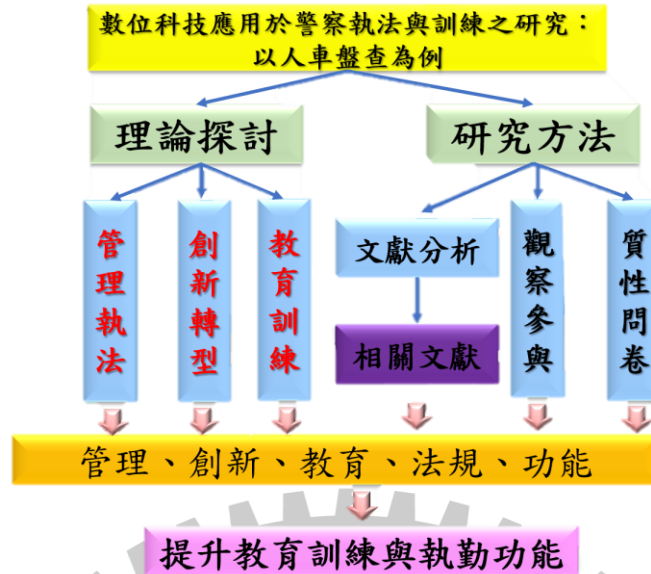 數位科技應用於警察執法與訓練之研究：
以人車盤查為例
理論探討
研究方法
管理執法
創新轉型
教育訓練
文獻分析
相關文獻
觀察參與
質性問卷
管理、創新、教育、法規、功能
提升教育訓練與執勤功能